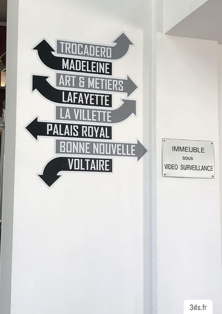 TROCADERO
MADELEINE
ART & METIERS
LAFAYETTE
LA VILLETTE
PALAIS ROYAL
BONNE NOUVELLE
VOLTAIRE
IMMEUBLE
SOUS
VIDEO SURVEILLANCE
3ds.fr